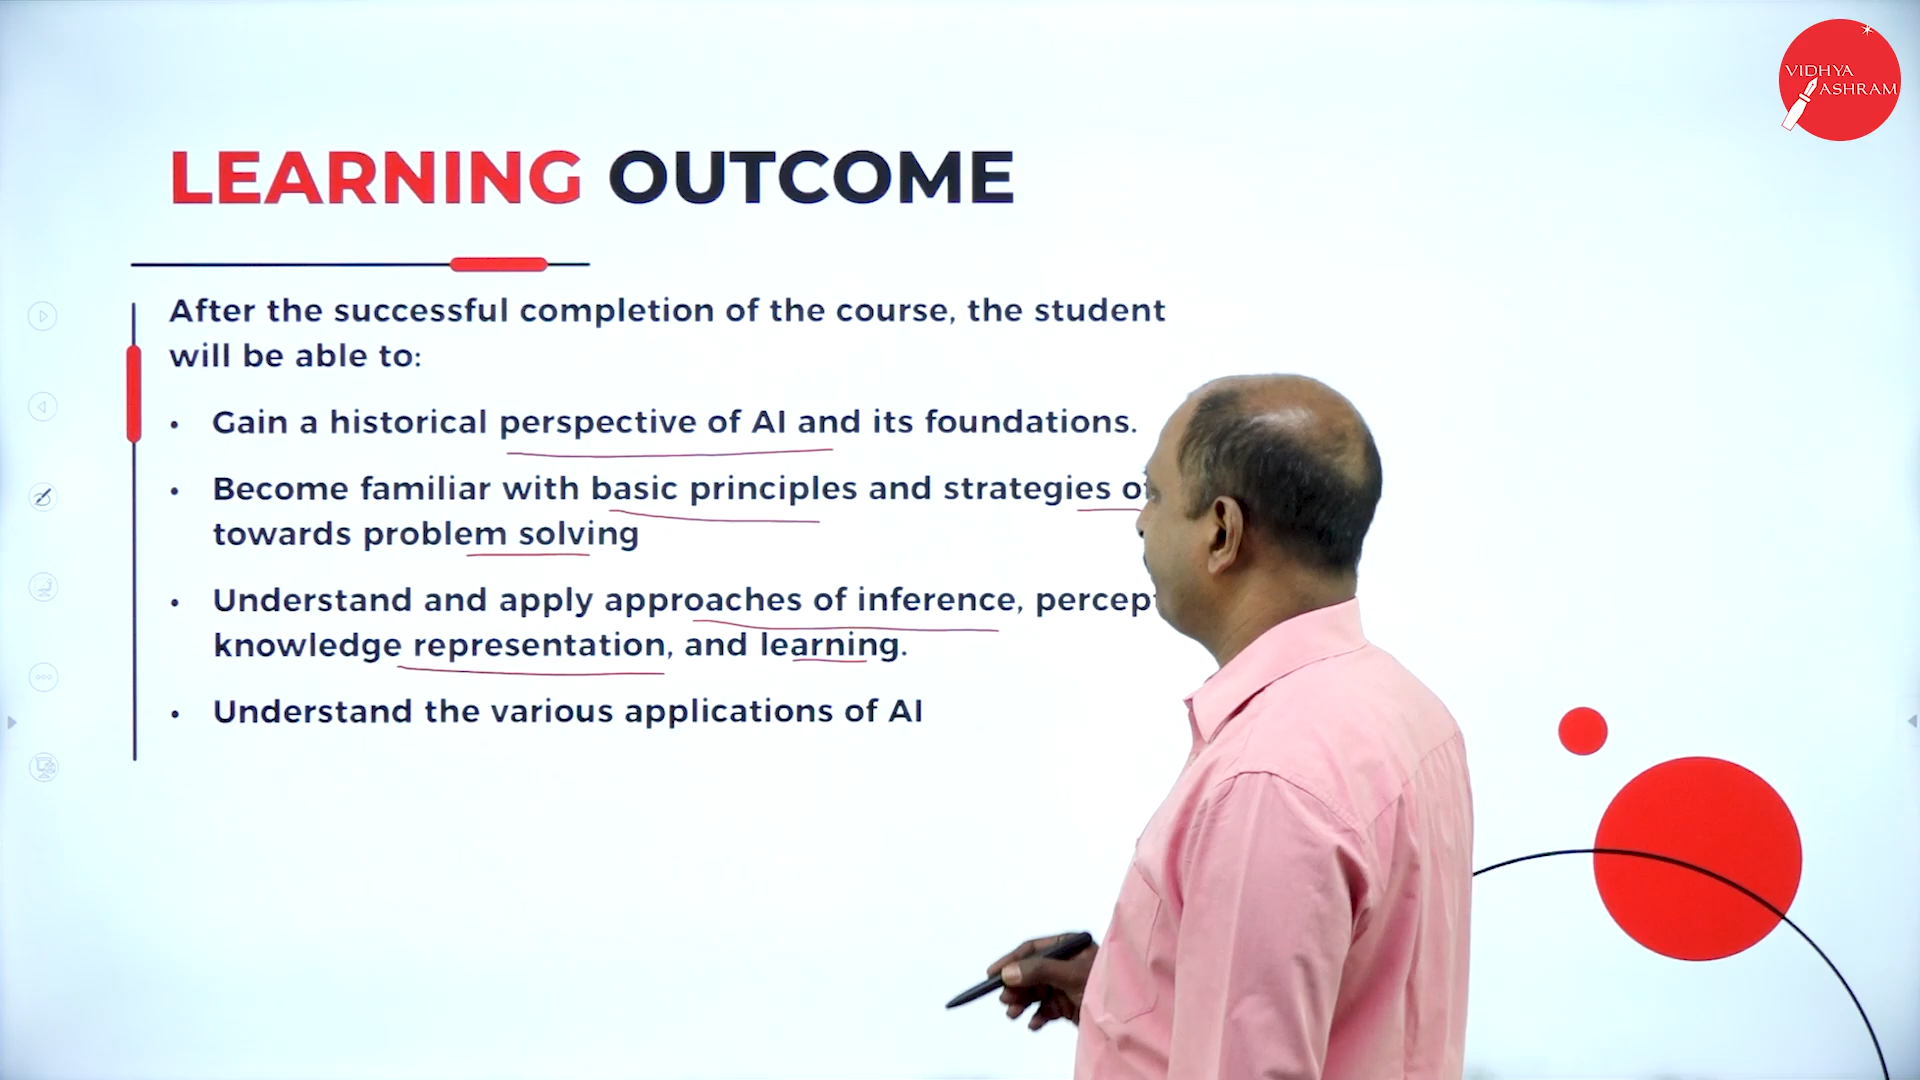 VIDHYA
ASHRAM
LEARNING OUTCOME
After the successful completion of the course, the student
will be able to:
• Gain a historical perspective of AI and its foundations.
• Become familiar with basic principles and strategies
towards problem solving
• Understand and apply approaches of inference,
knowledge representation, and learning.
• Understand the various applications of AI